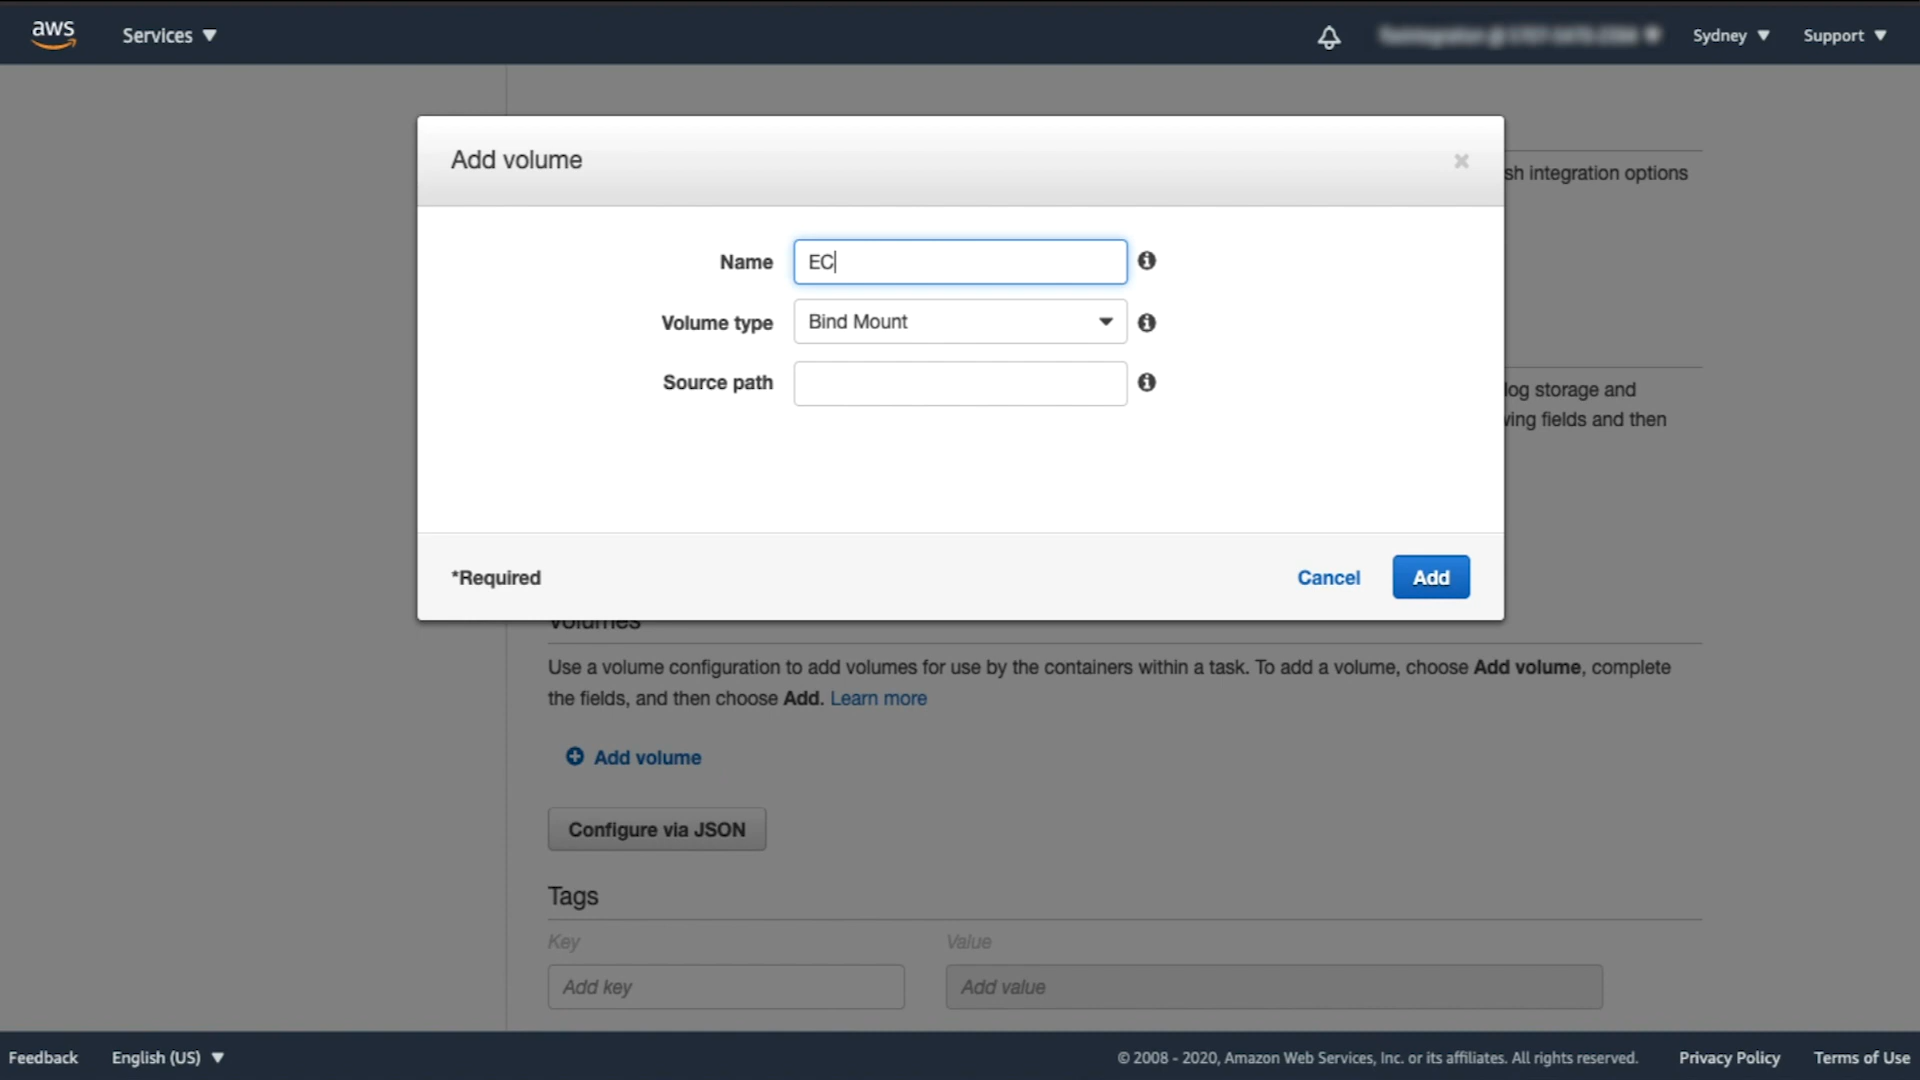 aws
Services
Sydney
Support
sh integration options
Add volume
Name
EC
Volume type
Bind Mount
Source path
log storage and
ving fields and then
*Required
Cancel
Add
Volumes
Use a volume configuration to add volumes for use by the containers within a task. To add a volume, choose Add volume, complete
the fields, and then choose Add. Learn more
Add volume
Configure via JSON
Tags
Key
Value
Add key
Add value
Feedback
English (US)
© 2008 - 2020, Amazon Web Services, Inc. or its affiliates. All rights reserved.
Privacy Policy
Terms of Use